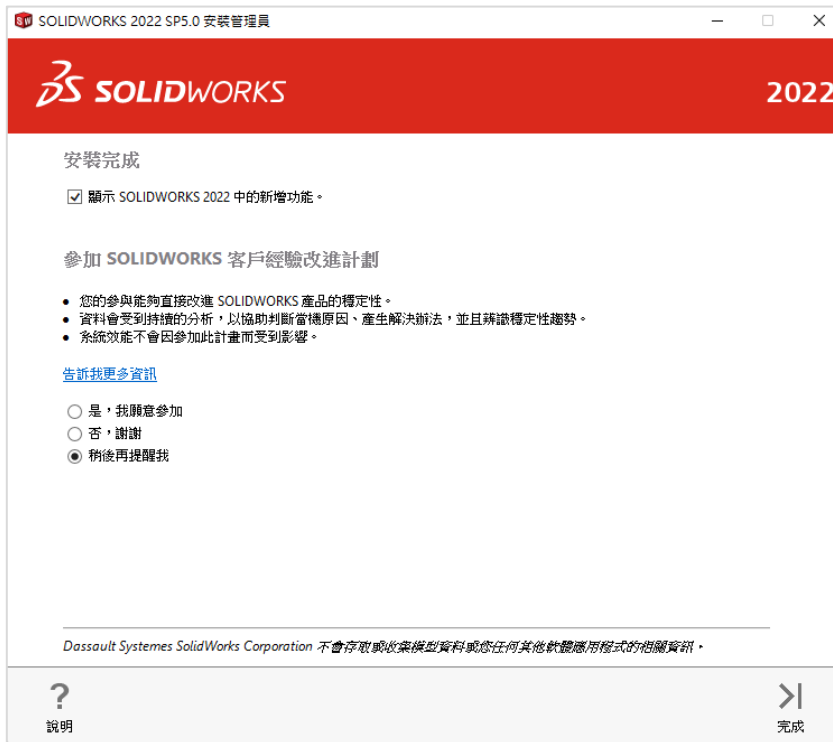 SOLIDWORKS 2022 SP5.0 安裝管理員
SOLIDWORKS
2022
安裝完成
顯示 SOLIDWORKS 2022 中的新增功能。
參加 SOLIDWORKS 客戶經驗改進計劃
• 您的參與能夠直接改進 SOLIDWORKS 產品的穩定性。
• 資料會受到持續的分析，以協助判斷當機原因、產生解決辦法，並且辨識穩定性趨勢。
• 系統效能不會因參加此計畫而受到影響。
告訴我更多資訊
是，我願意參加
否，謝謝
稍後再提醒我
Dassault Systemes SolidWorks Corporation 不會存取或收集模型資料或您任何其他軟體應用程式的相關資訊。
?
說明
完成